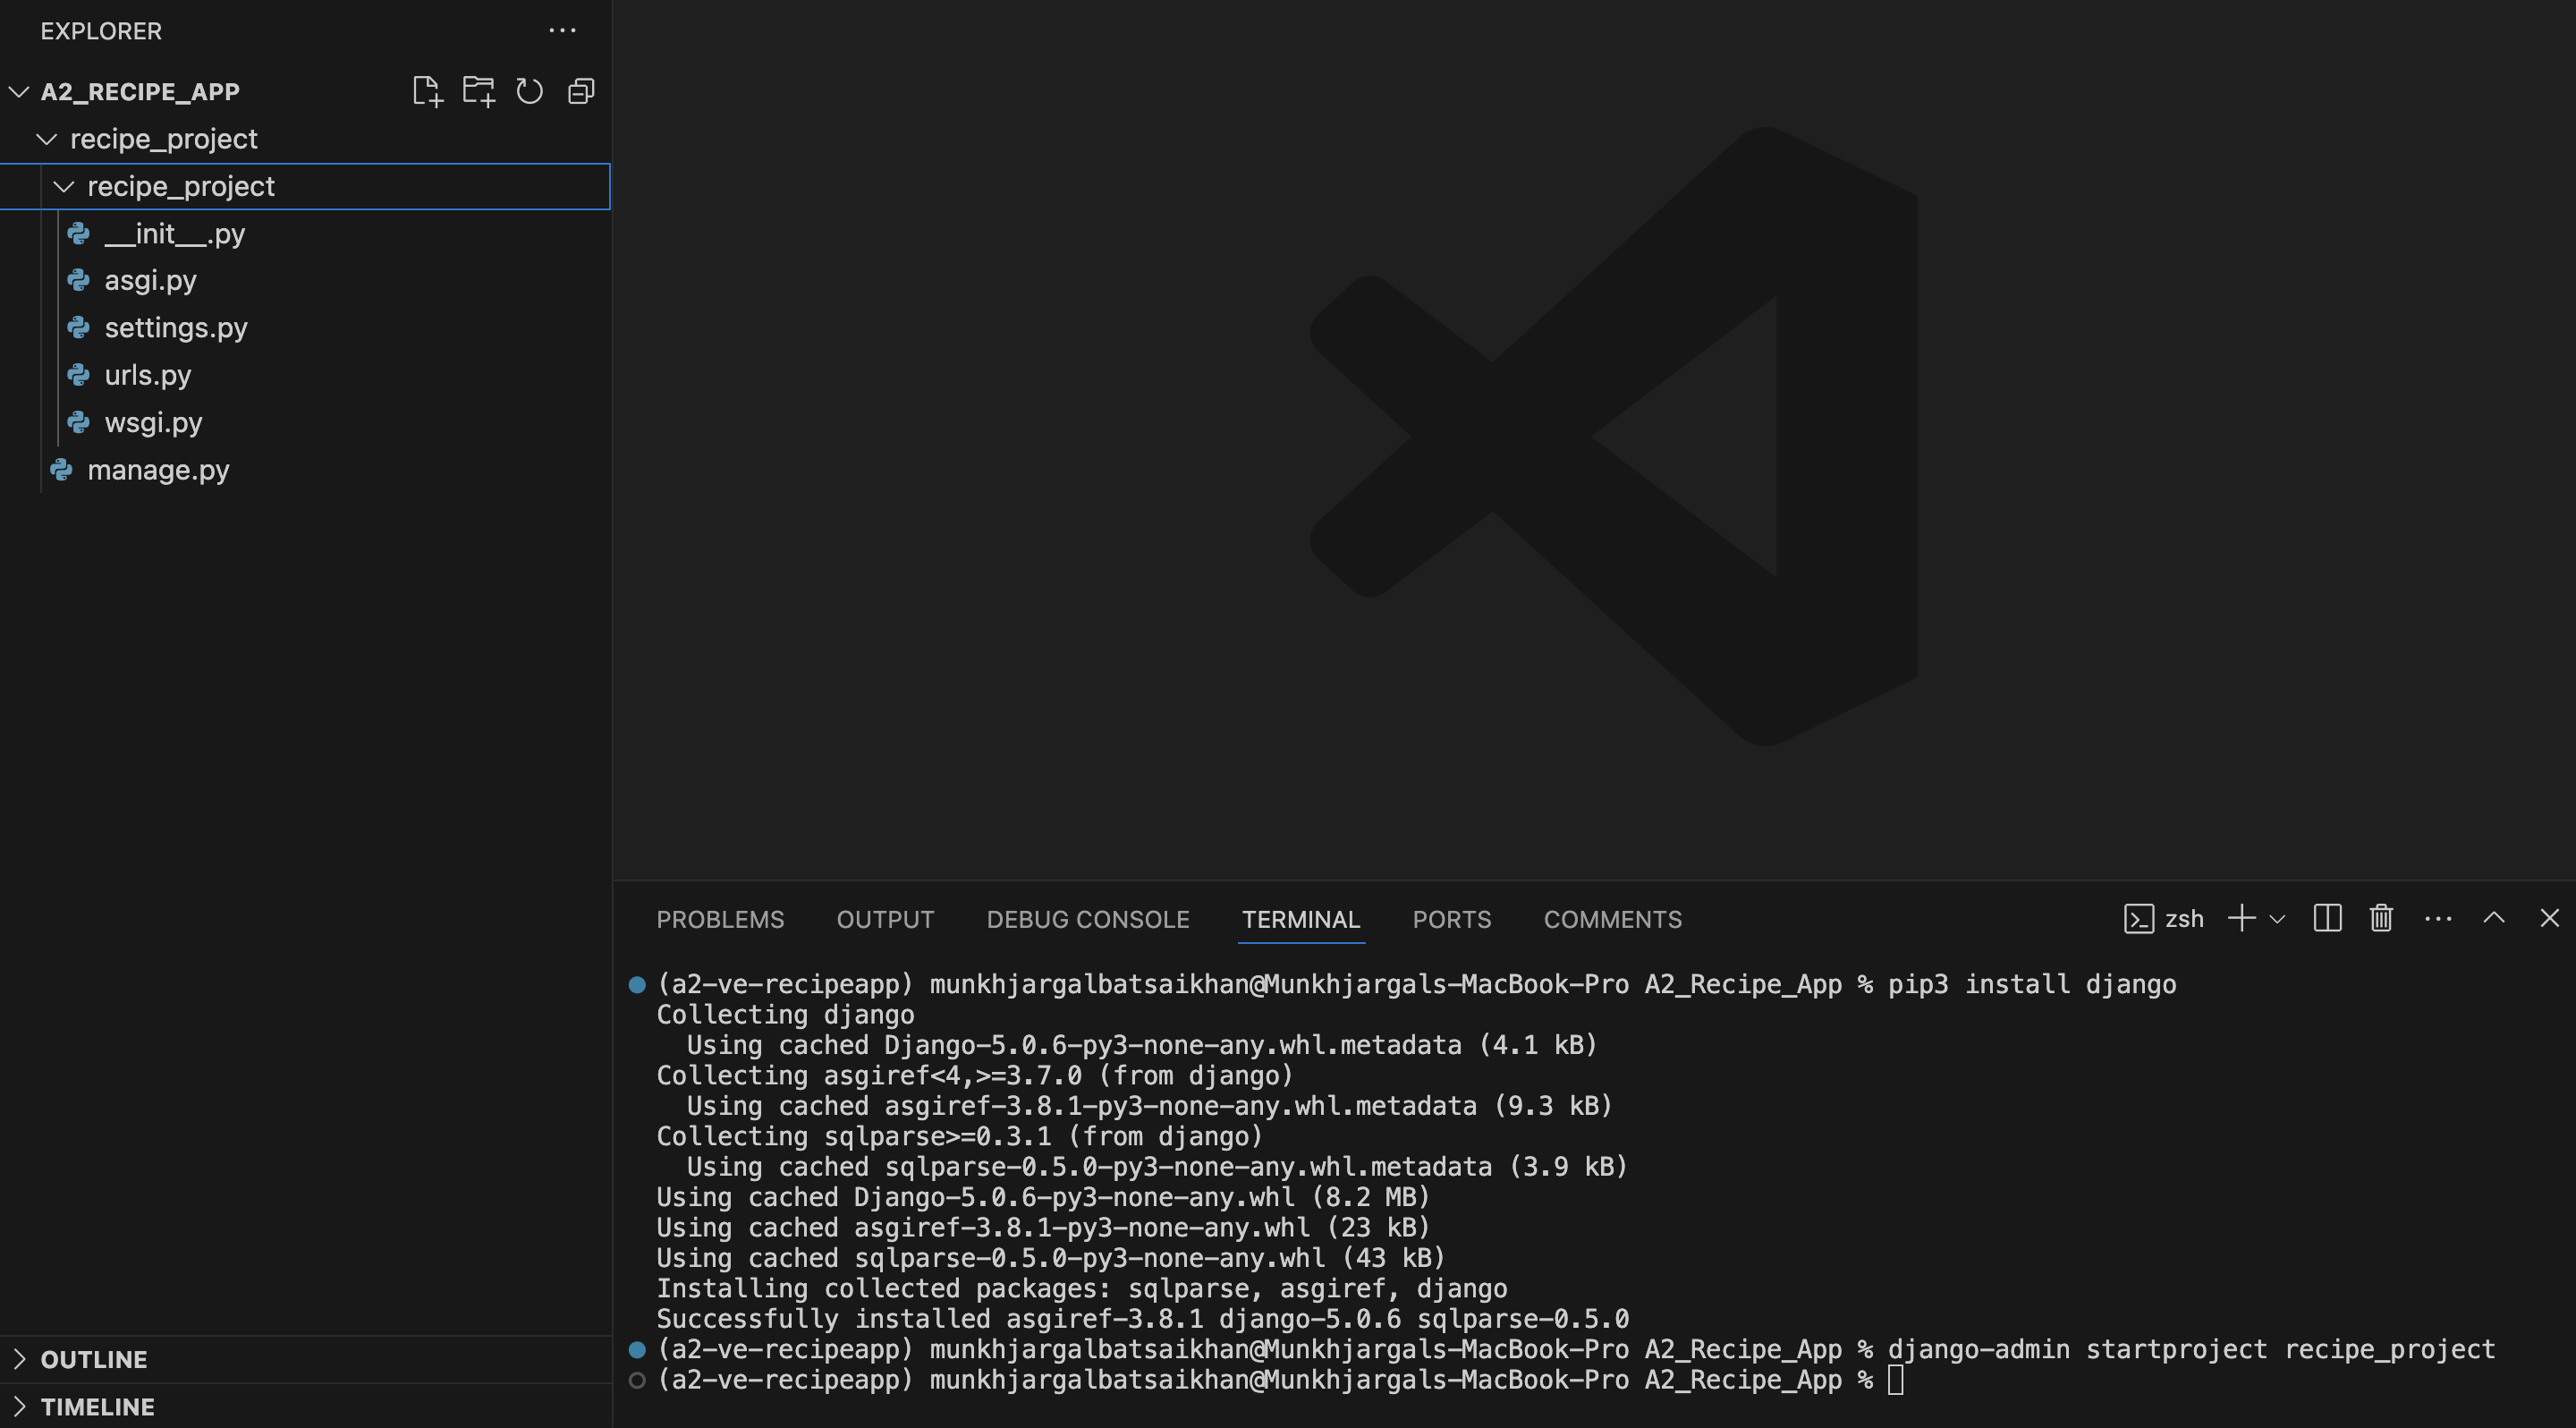 EXPLORER
A2_RECIPE_APP
recipe_project
recipe_project
__init__.py
asgi.py
settings.py
urls.py
wsgi.py
manage.py
OUTLINE
TIMELINE
PROBLEMS OUTPUT DEBUG CONSOLE TERMINAL PORTS COMMENTS zsh
(a2-ve-recipeapp) munkhjargalbatsaikhan@Munkhjargals-MacBook-Pro A2_Recipe_App % pip3 install django
Collecting django
  Using cached Django-5.0.6-py3-none-any.whl.metadata (4.1 kB)
Collecting asgiref<4,>=3.7.0 (from django)
  Using cached asgiref-3.8.1-py3-none-any.whl.metadata (9.3 kB)
Collecting sqlparse>=0.3.1 (from django)
  Using cached sqlparse-0.5.0-py3-none-any.whl.metadata (3.9 kB)
Using cached Django-5.0.6-py3-none-any.whl (8.2 MB)
Using cached asgiref-3.8.1-py3-none-any.whl (23 kB)
Using cached sqlparse-0.5.0-py3-none-any.whl (43 kB)
Installing collected packages: sqlparse, asgiref, django
Successfully installed asgiref-3.8.1 django-5.0.6 sqlparse-0.5.0
(a2-ve-recipeapp) munkhjargalbatsaikhan@Munkhjargals-MacBook-Pro A2_Recipe_App % django-admin startproject recipe_project
(a2-ve-recipeapp) munkhjargalbatsaikhan@Munkhjargals-MacBook-Pro A2_Recipe_App %